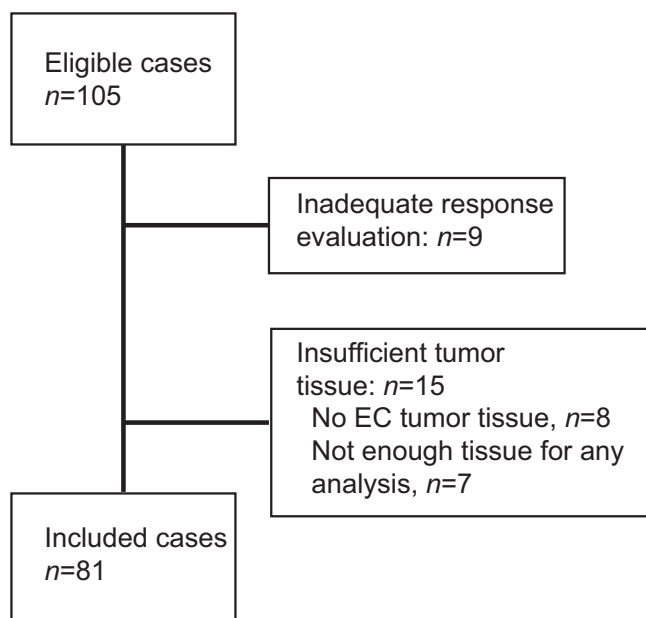 Eligible cases
n=105
Inadequate response
evaluation: n=9
Insufficient tumor
tissue: n=15
No EC tumor tissue, n=8
Not enough tissue for any
analysis, n=7
Included cases
n=81